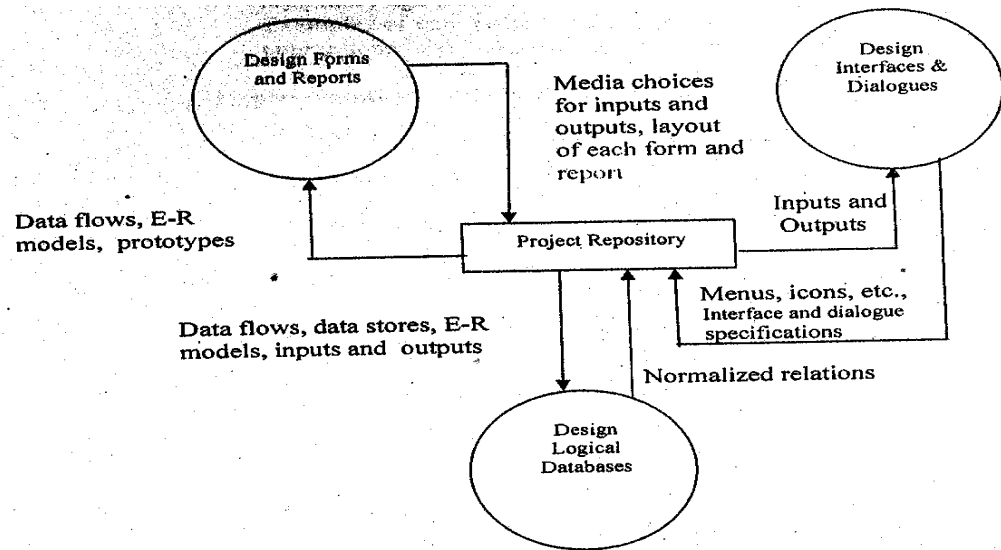 Design Forms
and Reports
Design
Interfaces &
Dialogues
Media choices
for inputs and
outputs, layout
of each form and
report
Data flows, E-R
models, prototypes
Inputs and
Outputs
Project Repository
Menus, icons, etc.,
Interface and dialogue
specifications
Data flows, data stores, E-R
models, inputs and outputs
Normalized relations
Design
Logical
Databases